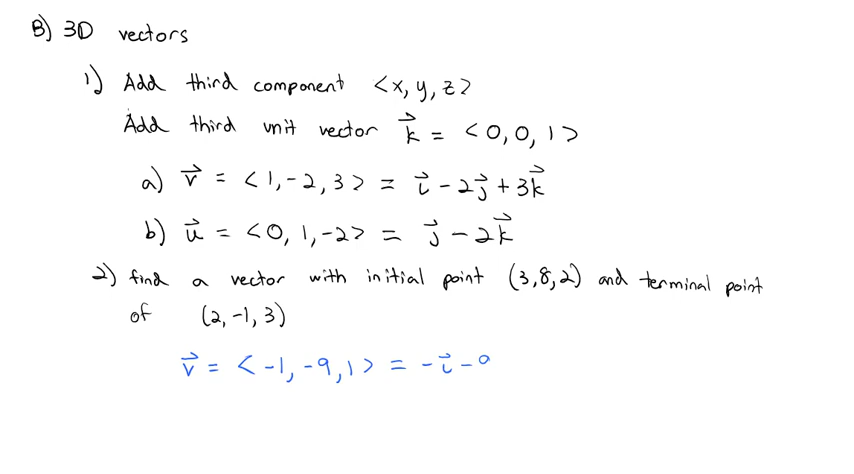 B) 3D vectors
1) Add third component <x, y, z>
Add third unit vector k⃗ = <0, 0, 1>
a) v⃗ = <1, -2, 3> = i⃗ - 2j⃗ + 3k⃗
b) u⃗ = <0, 1, -2> = j⃗ - 2k⃗
2) find a vector with initial point (3,8,2) and terminal point
of (2, -1, 3)
v⃗ = <-1, -9, 1> = -i⃗ -